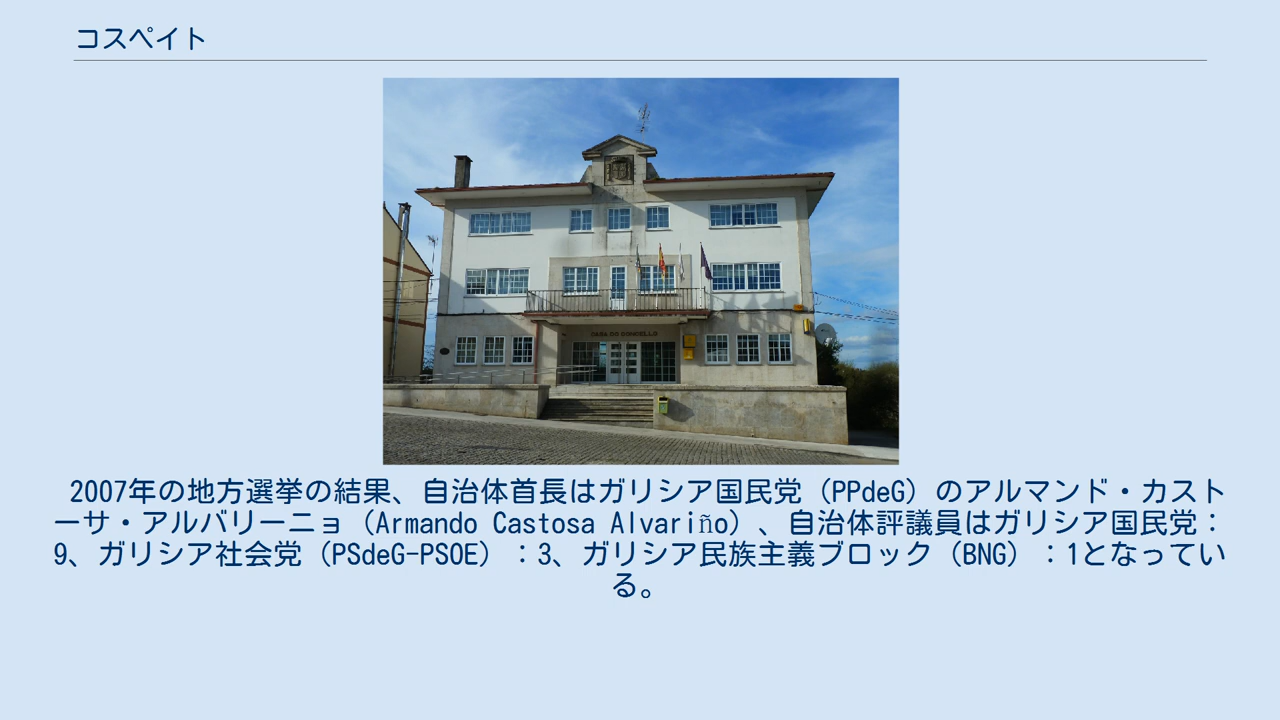 コスペイト
CASA DO CONCELLO
2007年の地方選挙の結果、自治体首長はガリシア国民党（PPdeG）のアルマンド・カスト
ーサ・アルバリーニョ（Armando Castosa Alvariño）、自治体評議員はガリシア国民党：
9、ガリシア社会党（PSdeG-PSOE）：3、ガリシア民族主義ブロック（BNG）：1となってい
る。